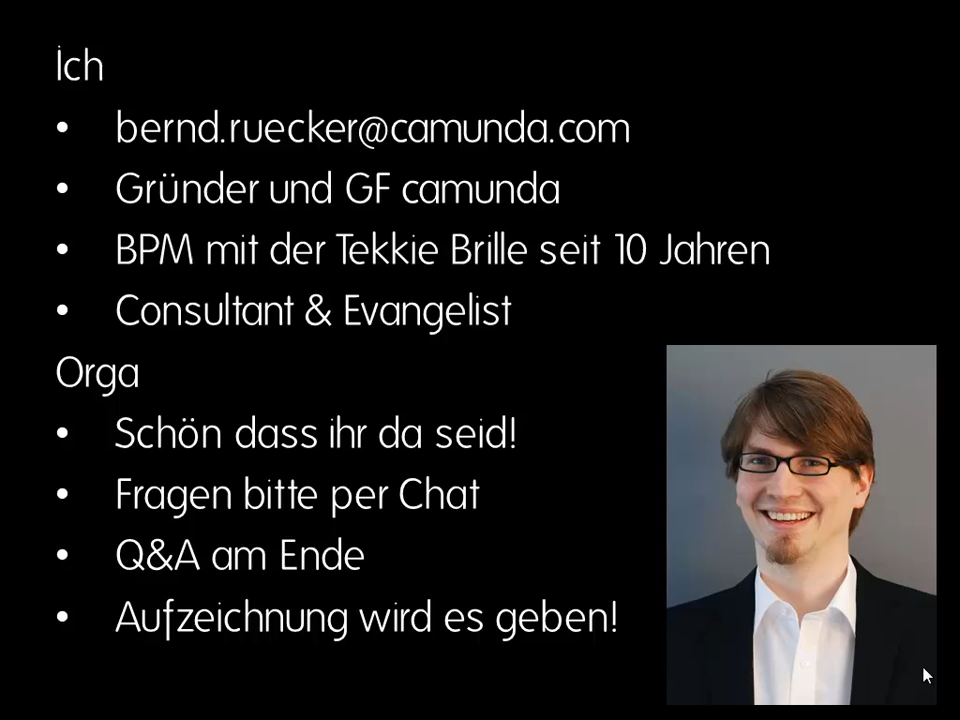 Ich
• bernd.ruecker@camunda.com
• Gründer und GF camunda
• BPM mit der Tekkie Brille seit 10 Jahren
• Consultant & Evangelist
Orga
• Schön dass ihr da seid!
• Fragen bitte per Chat
• Q&A am Ende
• Aufzeichnung wird es geben!